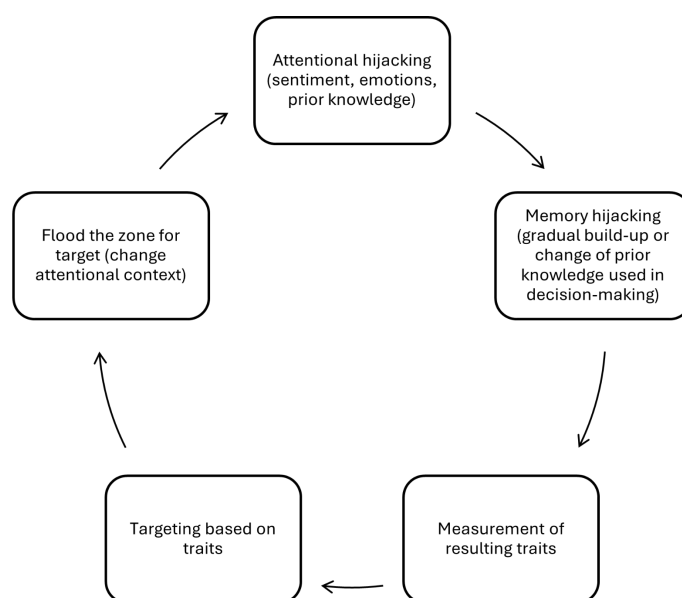 Attentional hijacking
(sentiment, emotions,
prior knowledge)
Memory hijacking
(gradual build-up or
change of prior
knowledge used in
decision-making)
Measurement of
resulting traits
Targeting based on
traits
Flood the zone for
target (change
attentional context)